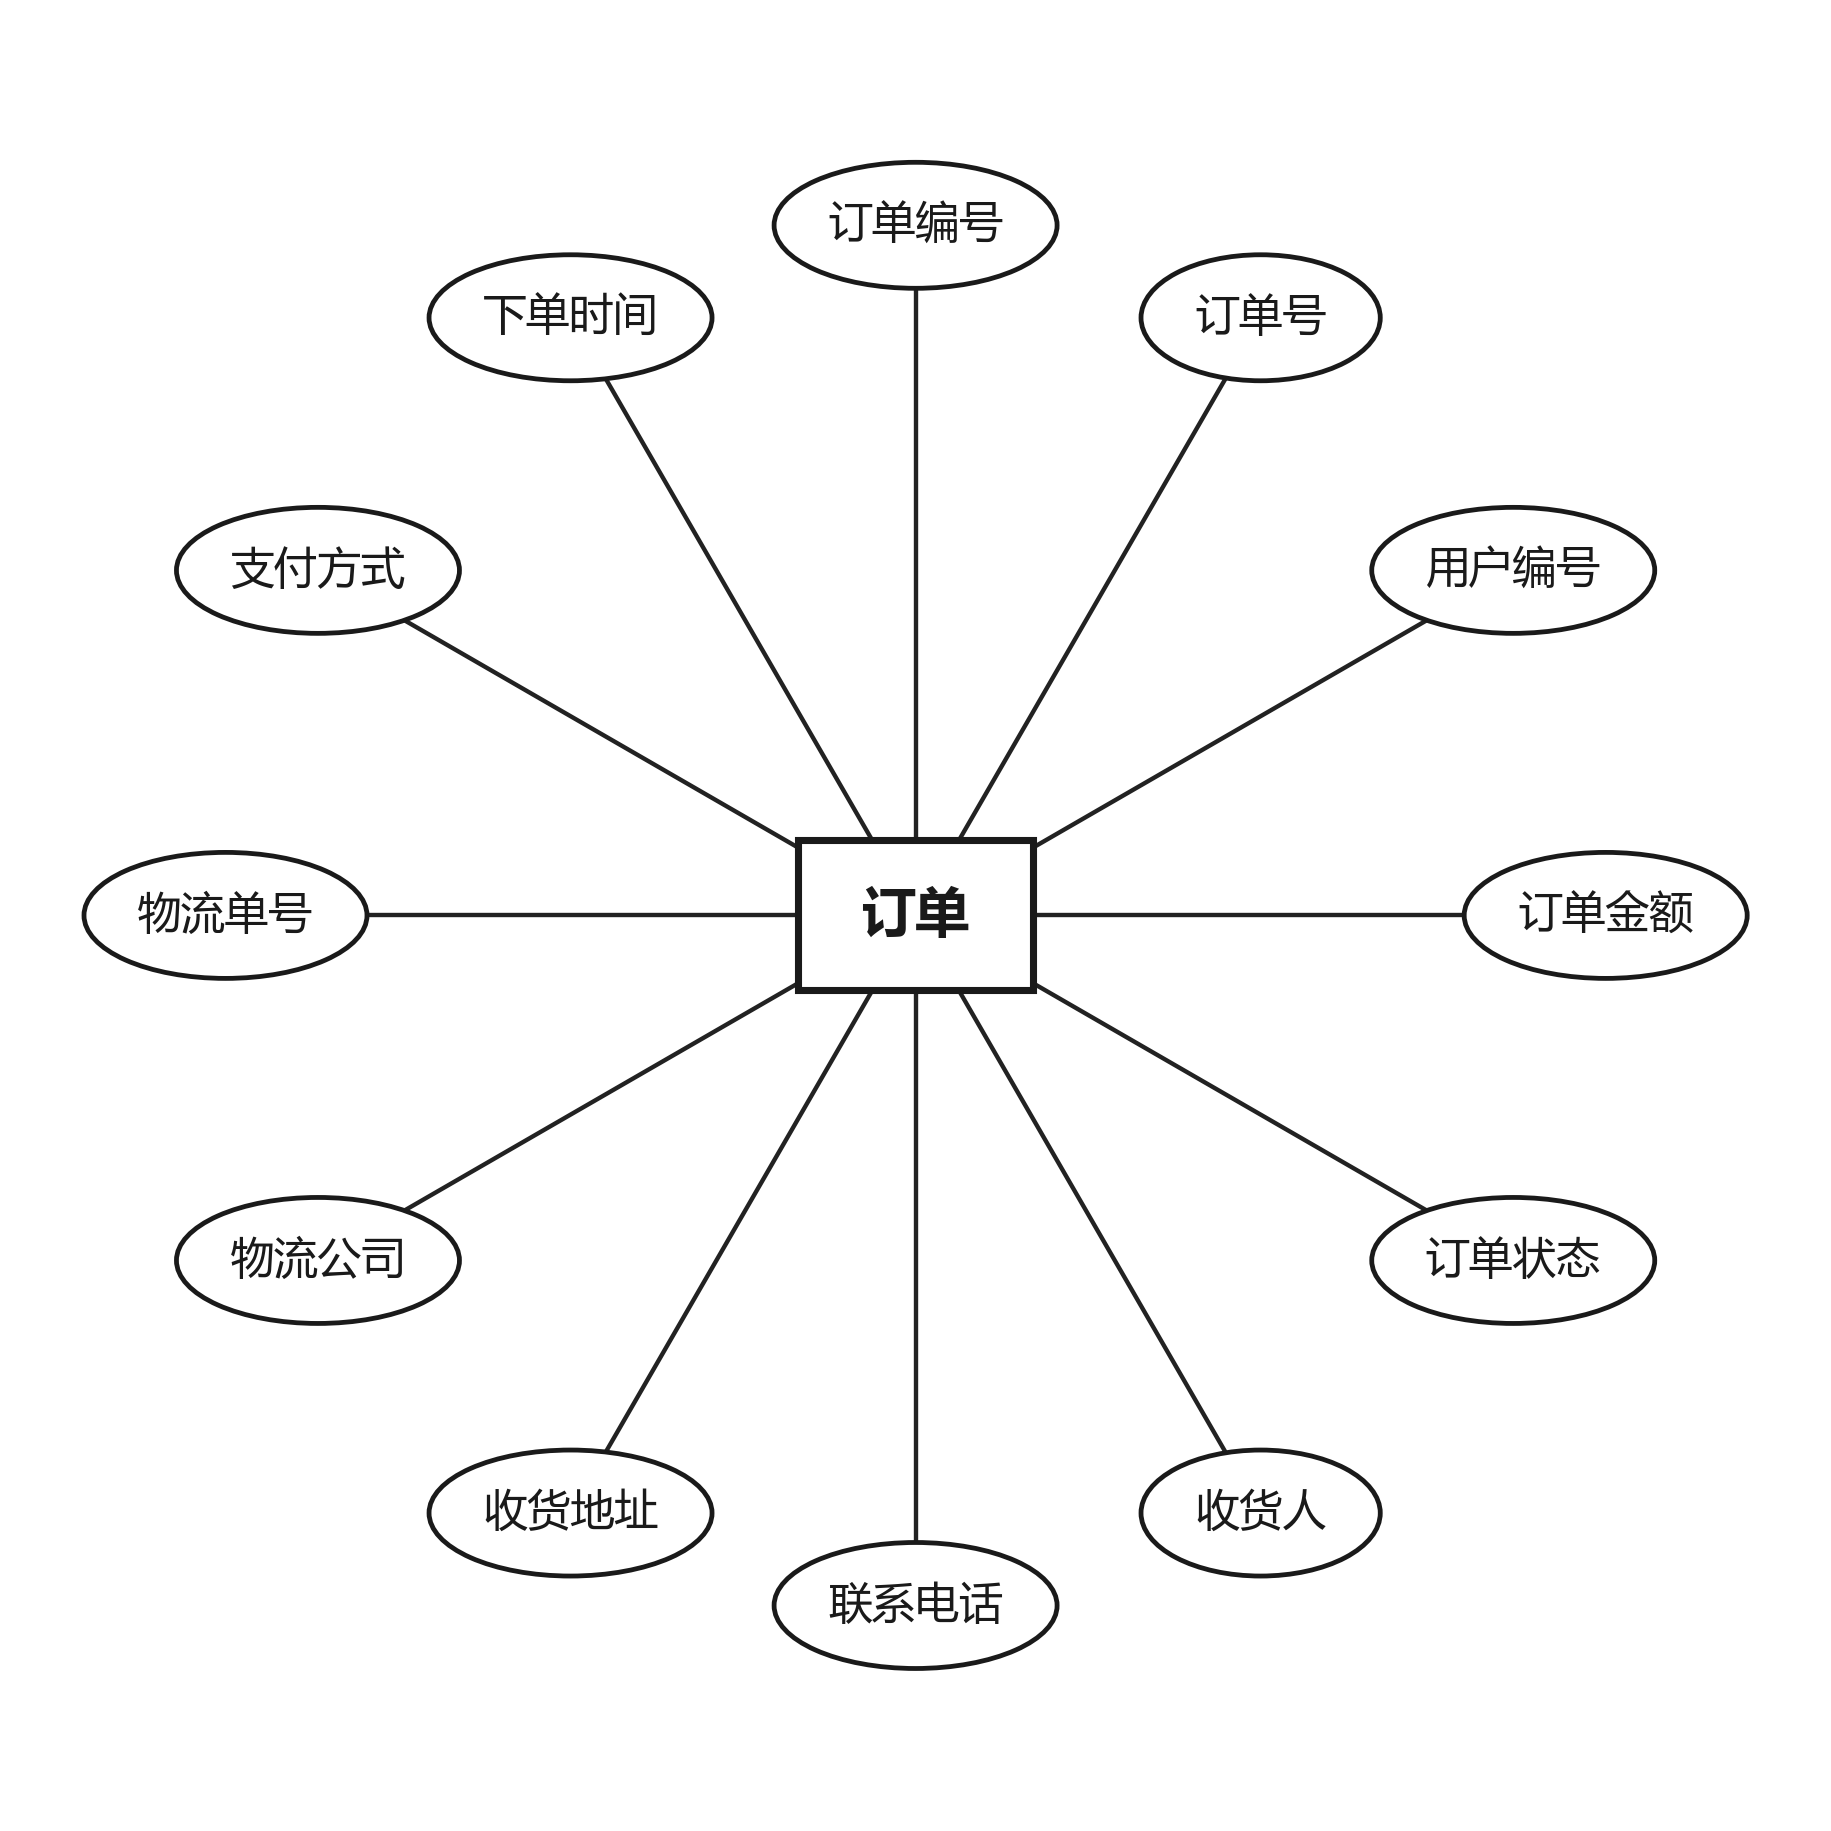 订单编号
下单时间
订单号
支付方式
用户编号
物流单号
订单
订单金额
物流公司
订单状态
收货地址
收货人
联系电话